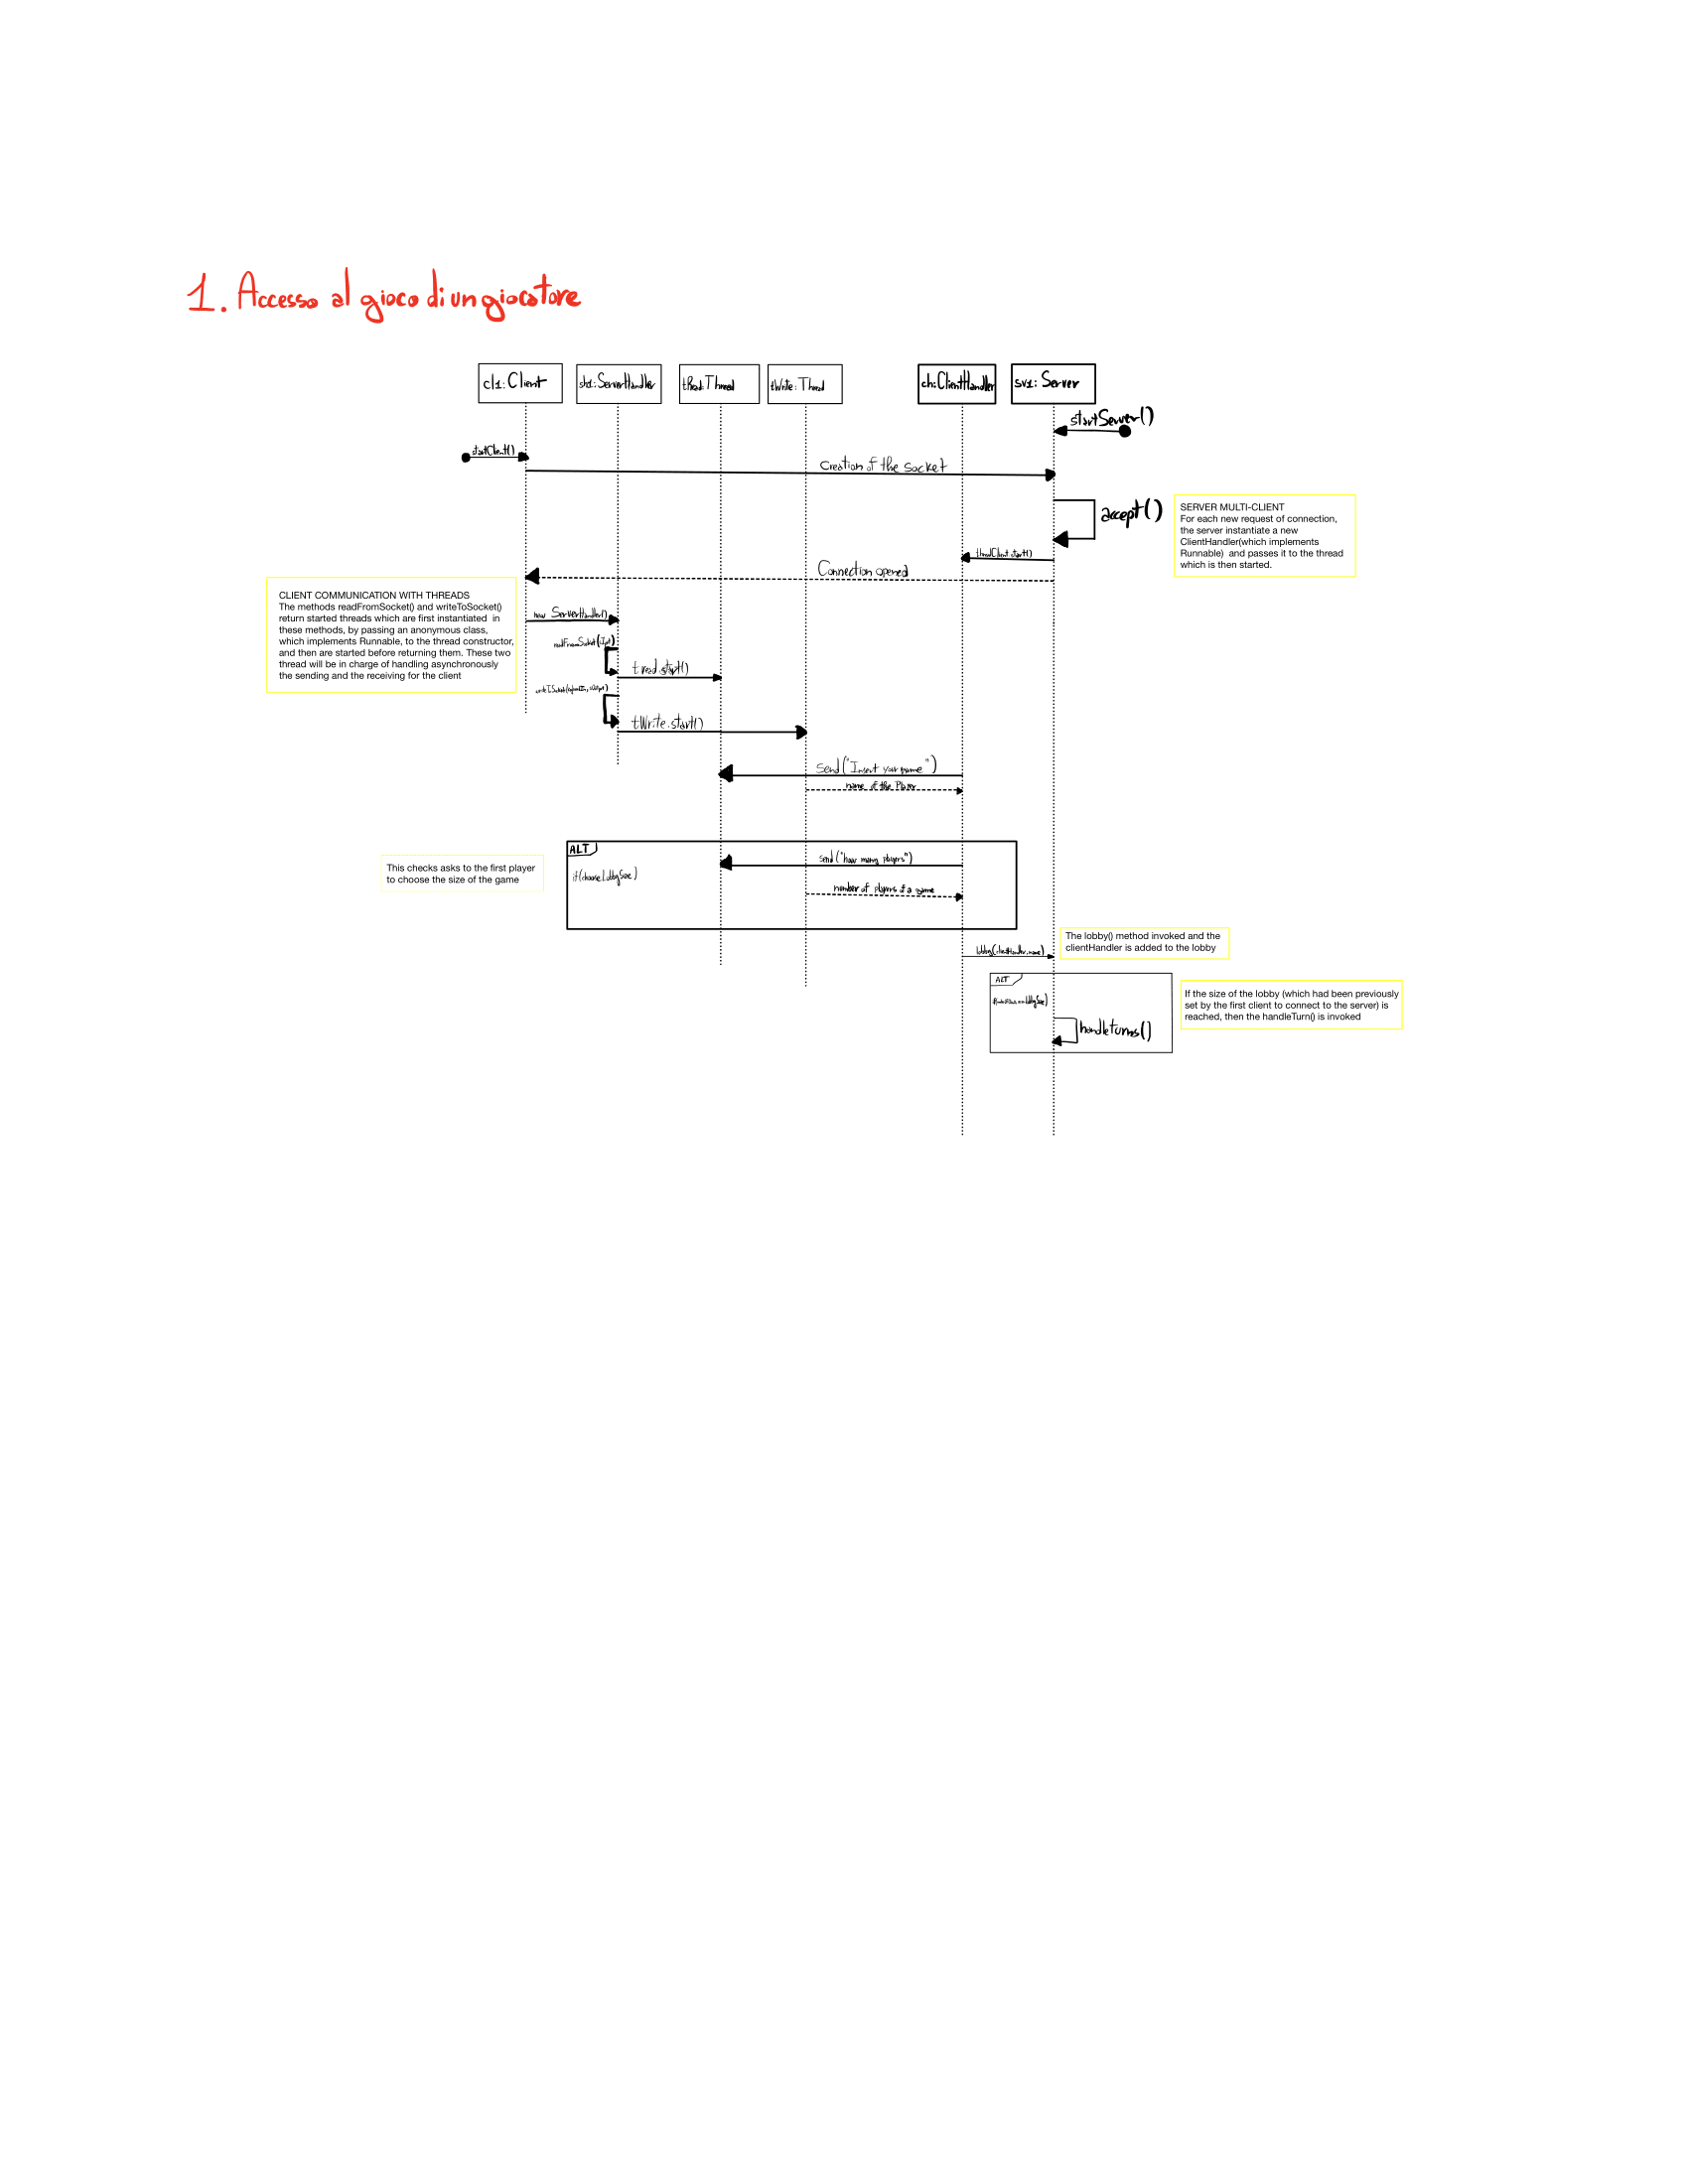 1. Accesso al gioco di un giocatore
cl1: Client
sh1: ServerHandler
tRead: Thread
tWrite: Thread
ch: ClientHandler
sv1: Server
startServer()
startClient()
Creation of the socket
accept()
SERVER MULTI-CLIENT
For each new request of connection,
the server instantiate a new
ClientHandler(which implements
Runnable) and passes it to the thread
which is then started.
threadClient.start()
Connection opened
CLIENT COMMUNICATION WITH THREADS
The methods readFromSocket() and writeToSocket()
return started threads which are first instantiated in
these methods, by passing an anonymous class,
which implements Runnable, to the thread constructor,
and then are started before returning them. These two
thread will be in charge of handling asynchronously
the sending and the receiving for the client
new ServerHandler()
readFromSocket(
tread.start()
tWrite.start()
send("Insert your name")
name of the Player
ALT
if(chooseLobbySize)
send("how many players")
number of players of a game
This checks asks to the first player
to choose the size of the game
lobby(clientHandler, name)
The lobby() method invoked and the
clientHandler is added to the lobby
ALT
handleturns()
If the size of the lobby (which had been previously
set by the first client to connect to the server) is
reached, then the handleTurn() is invoked